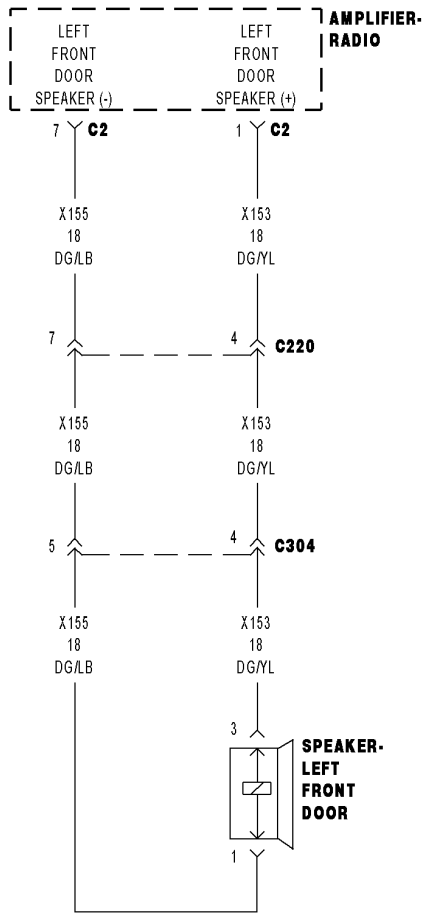 AMPLIFIER-
RADIO
LEFT
FRONT
DOOR
SPEAKER (-)
LEFT
FRONT
DOOR
SPEAKER (+)
7 C2
1 C2
X155
18
DG/LB
X153
18
DG/YL
7
4
C220
X155
18
DG/LB
X153
18
DG/YL
5
4
C304
X155
18
DG/LB
X153
18
DG/YL
3
SPEAKER-
LEFT
FRONT
DOOR
1